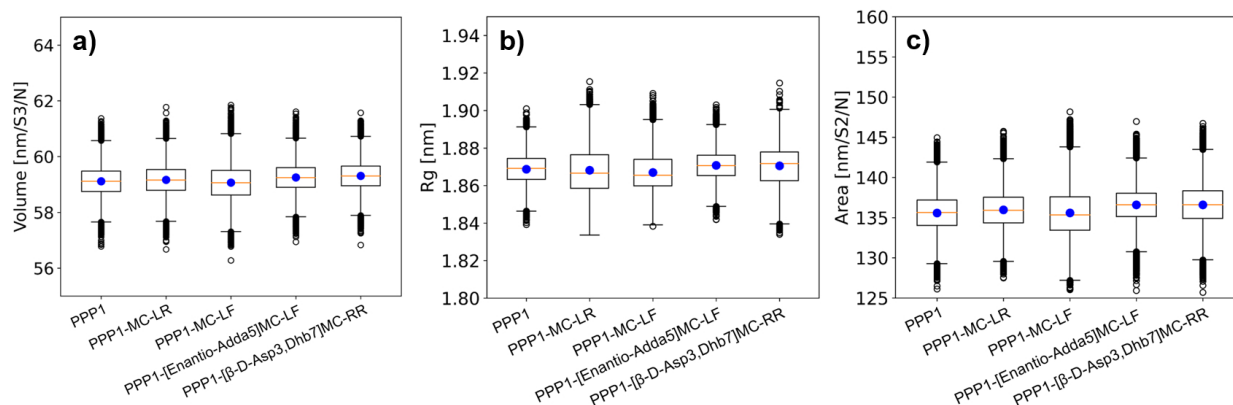 a)
Volume [nm/S3/N]
64
62
60
58
56
PPP1
PPP1-MC-LR
PPP1-MC-LF
PPP1-[Enantio-Adda5]MC-LF
PPP1-[β-D-Asp3,Dhb7]MC-RR
b)
Rg [nm]
1.94
1.92
1.90
1.88
1.86
1.84
1.82
1.80
PPP1
PPP1-MC-LR
PPP1-MC-LF
PPP1-[Enantio-Adda5]MC-LF
PPP1-[β-D-Asp3,Dhb7]MC-RR
c)
Area [nm/S2/N]
160
155
150
145
140
135
130
125
PPP1
PPP1-MC-LR
PPP1-MC-LF
PPP1-[Enantio-Adda5]MC-LF
PPP1-[β-D-Asp3,Dhb7]MC-RR